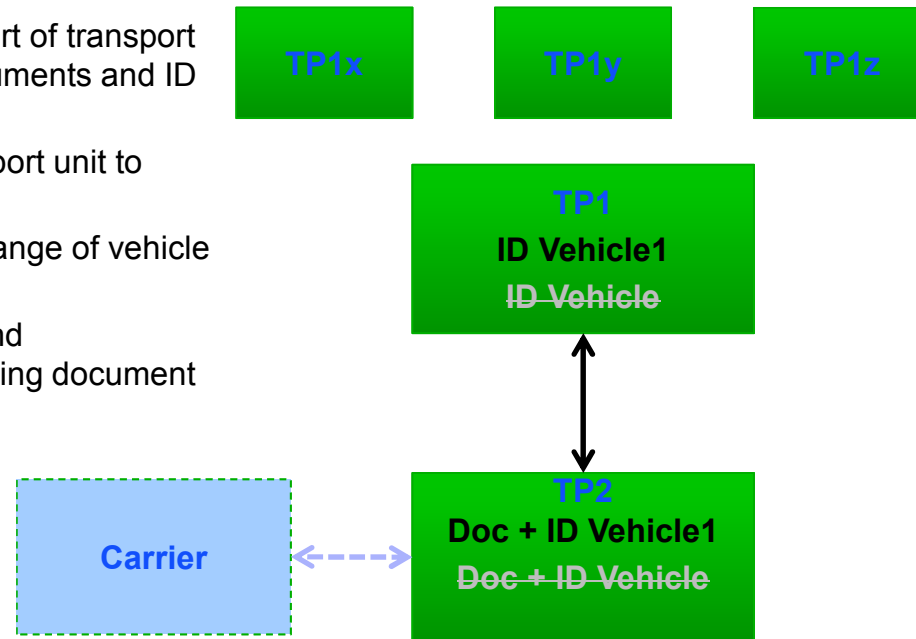 rt of transport
uments and ID
port unit to
ange of vehicle
nd
ing document
TP1x
TP1y
TP1z
TP1
ID Vehicle1
ID Vehicle
TP2
Doc + ID Vehicle1
Doc + ID Vehicle
Carrier